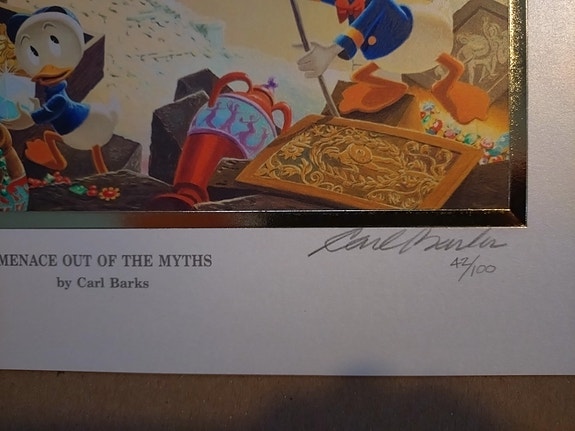 MENACE OUT OF THE MYTHS
by Carl Barks
Carl Barks
42/100